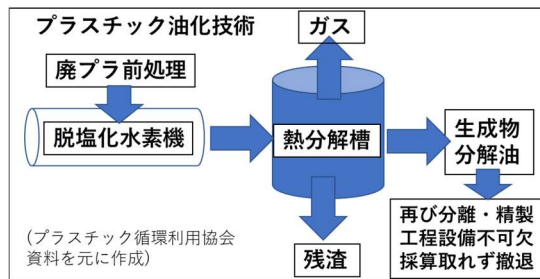 プラスチック油化技術
ガス
廃プラ前処理
脱塩化水素機
熱分解槽
生成物
分解油
再び分離・精製
工程設備不可欠
採算取れず撤退
残渣
(プラスチック循環利用協会
資料を元に作成)